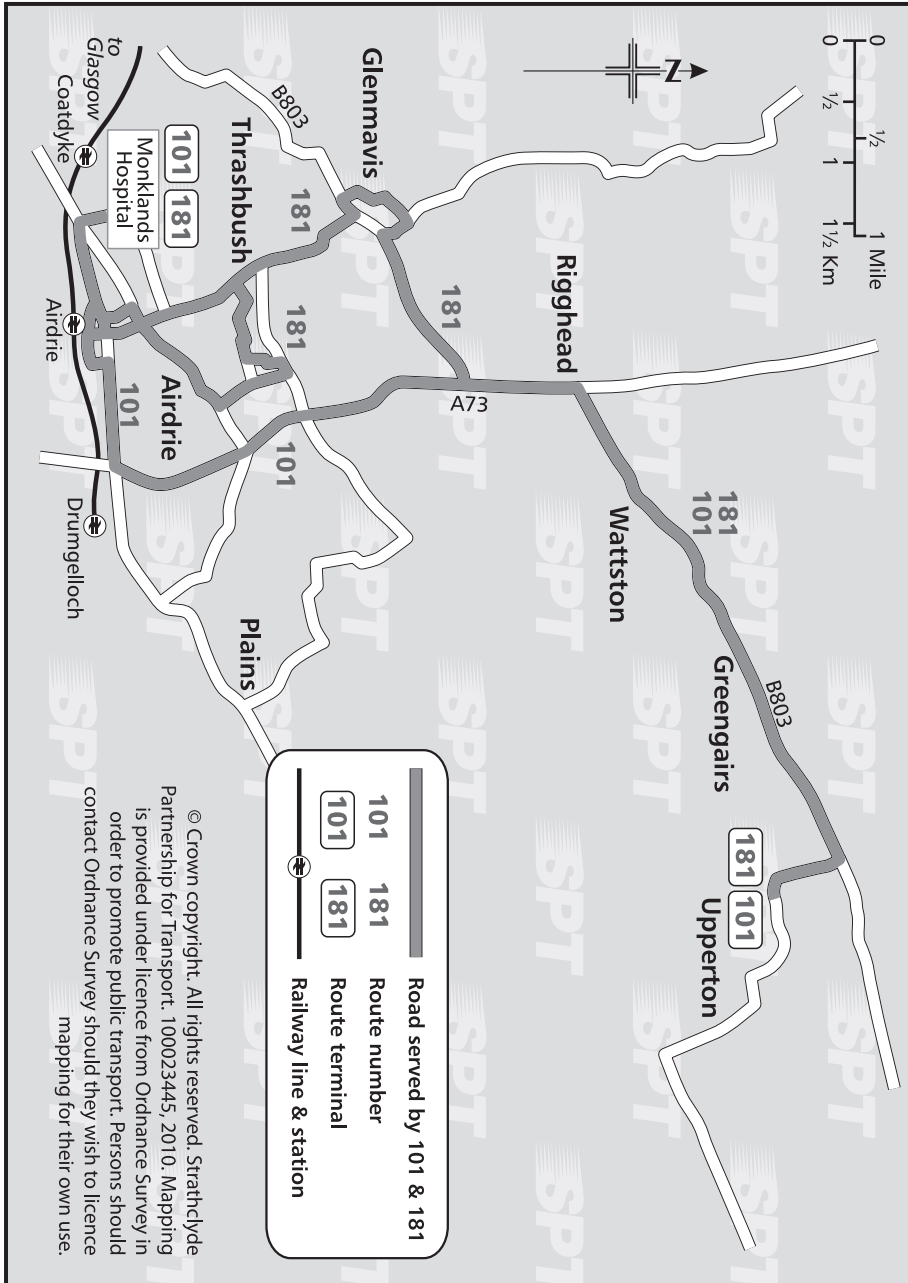 0 ½ 1 Mile
0 ½ 1 1½ Km
N
Rigghead
A73
Wattston
181
101
Greengairs
B803
181 101
Upperton
Glenmavis
B803
181
181
Thrashbush
181
101
Plains
101 181
Monklands
Hospital
Airdrie
101
to
Glasgow
Coatdyke
Airdrie
Drumgelloch
Road served by 101 & 181
101 181 Route number
101 181 Route terminal
Railway line & station
© Crown copyright. All rights reserved. Strathclyde
Partnership for Transport. 100023445, 2010. Mapping
is provided under licence from Ordnance Survey in
order to promote public transport. Persons should
contact Ordnance Survey should they wish to licence
mapping for their own use.
SPT